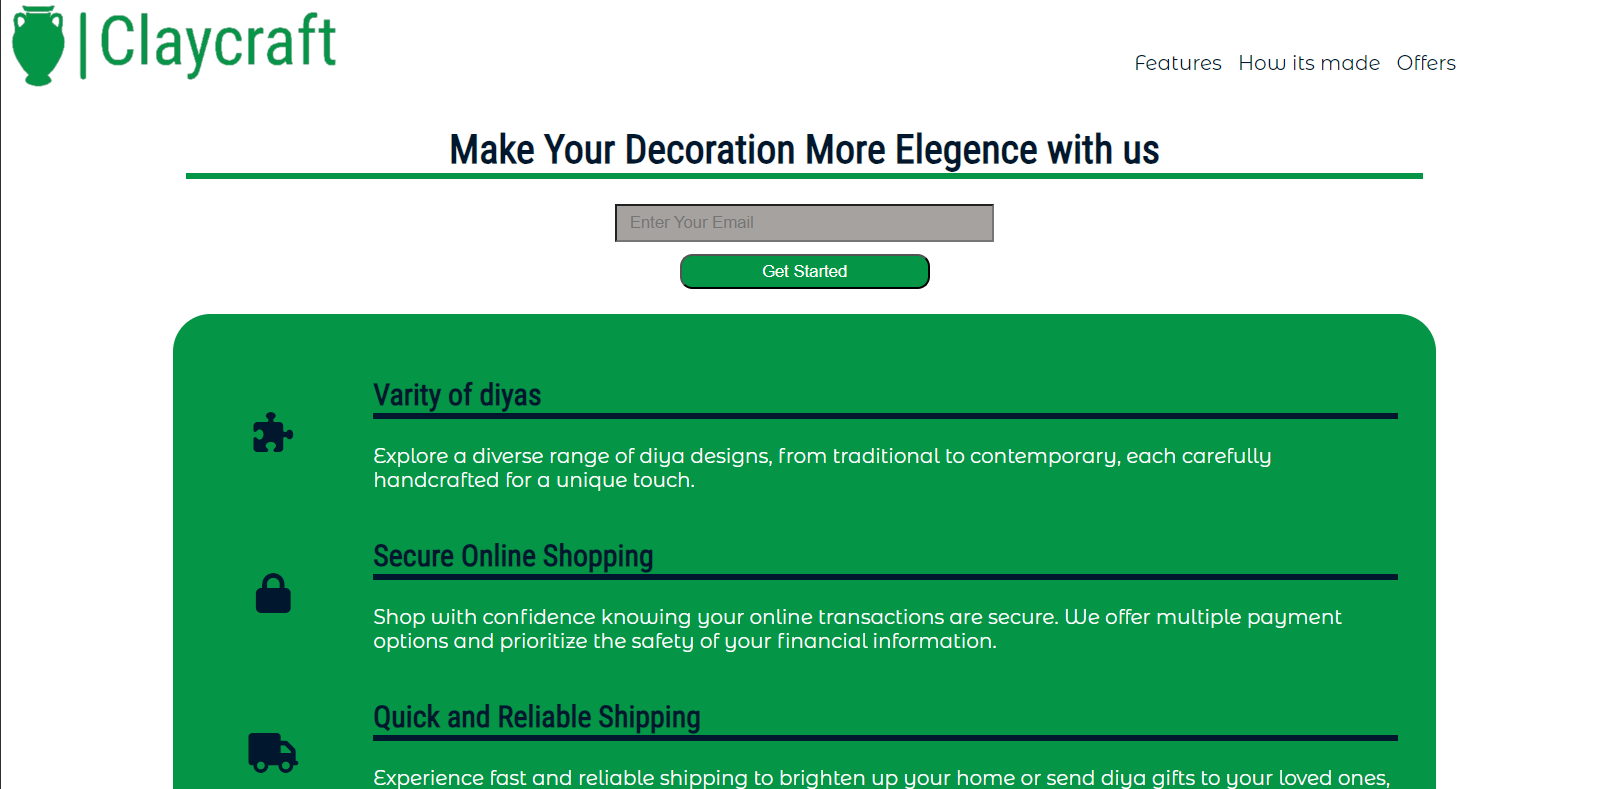 Claycraft
Features How its made Offers
Make Your Decoration More Elegence with us
Enter Your Email
Get Started
Varity of diyas
Explore a diverse range of diya designs, from traditional to contemporary, each carefully
handcrafted for a unique touch.
Secure Online Shopping
Shop with confidence knowing your online transactions are secure. We offer multiple payment
options and prioritize the safety of your financial information.
Quick and Reliable Shipping
Experience fast and reliable shipping to brighten up your home or send diya gifts to your loved ones,